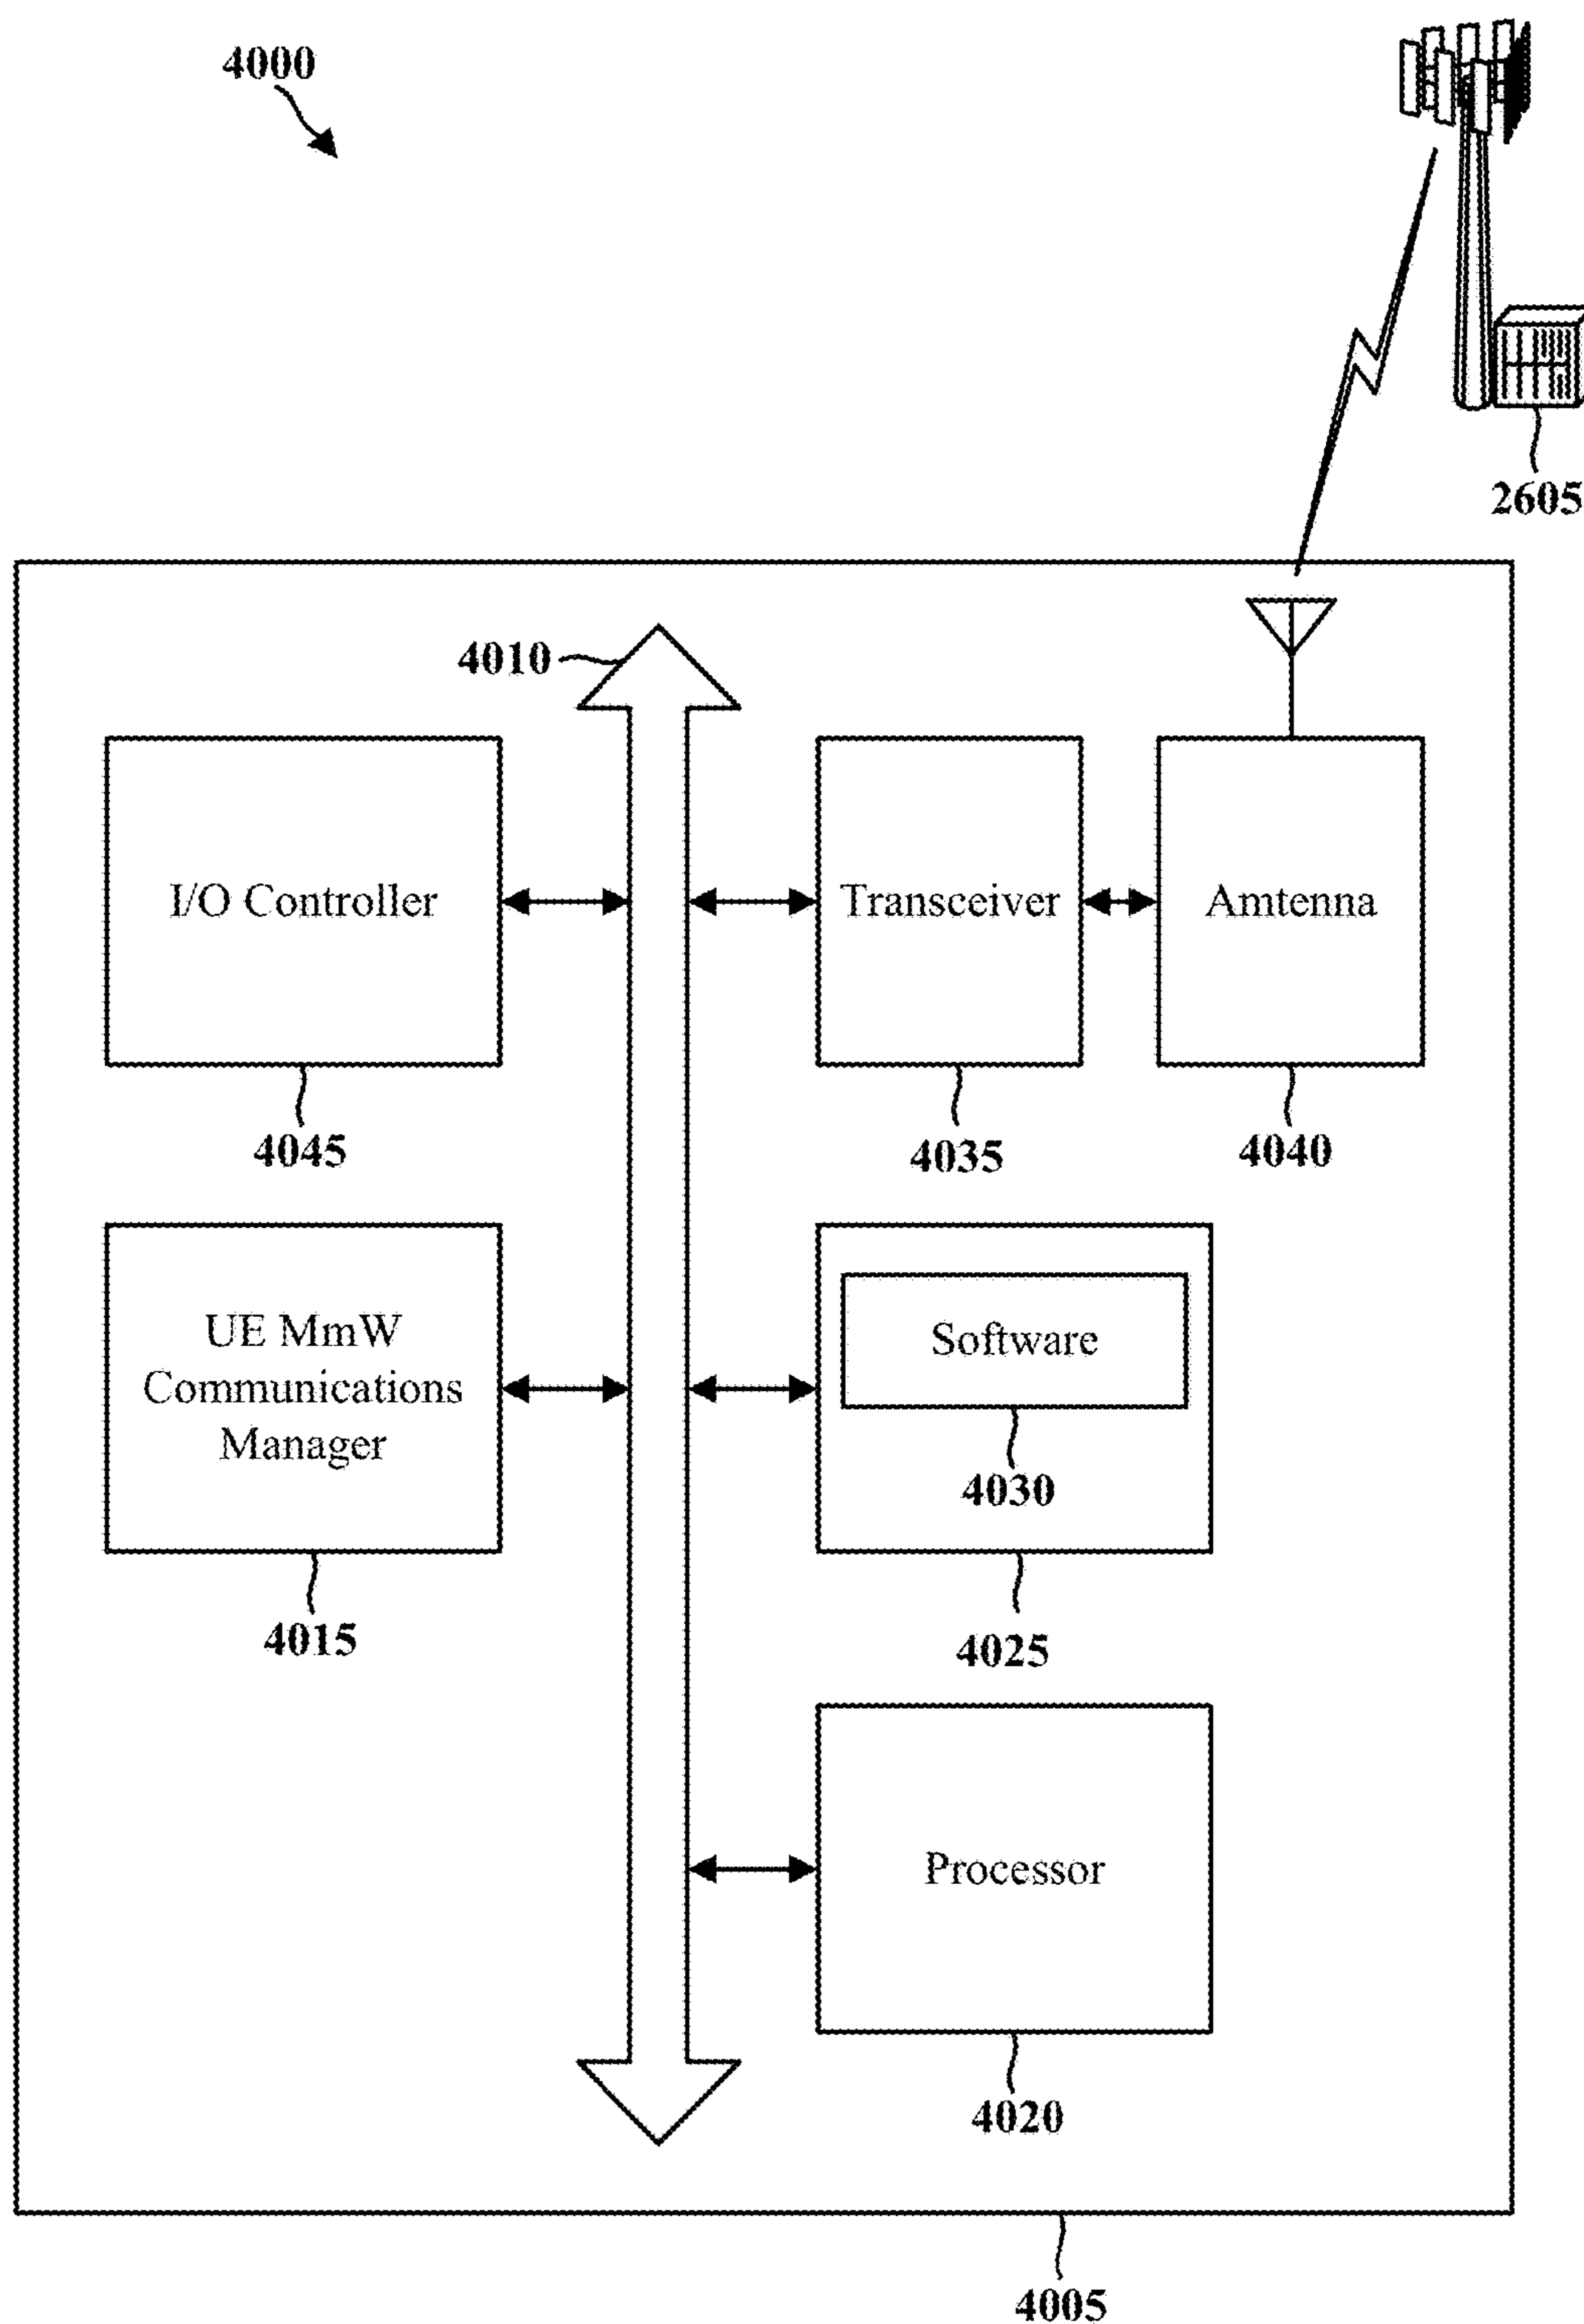 4000
2605
4010
I/O Controller
Transceiver
Amtenna
4045
4035
4040
UE MmW
Communications
Manager
Software
4030
4015
4025
Processor
4020
4005